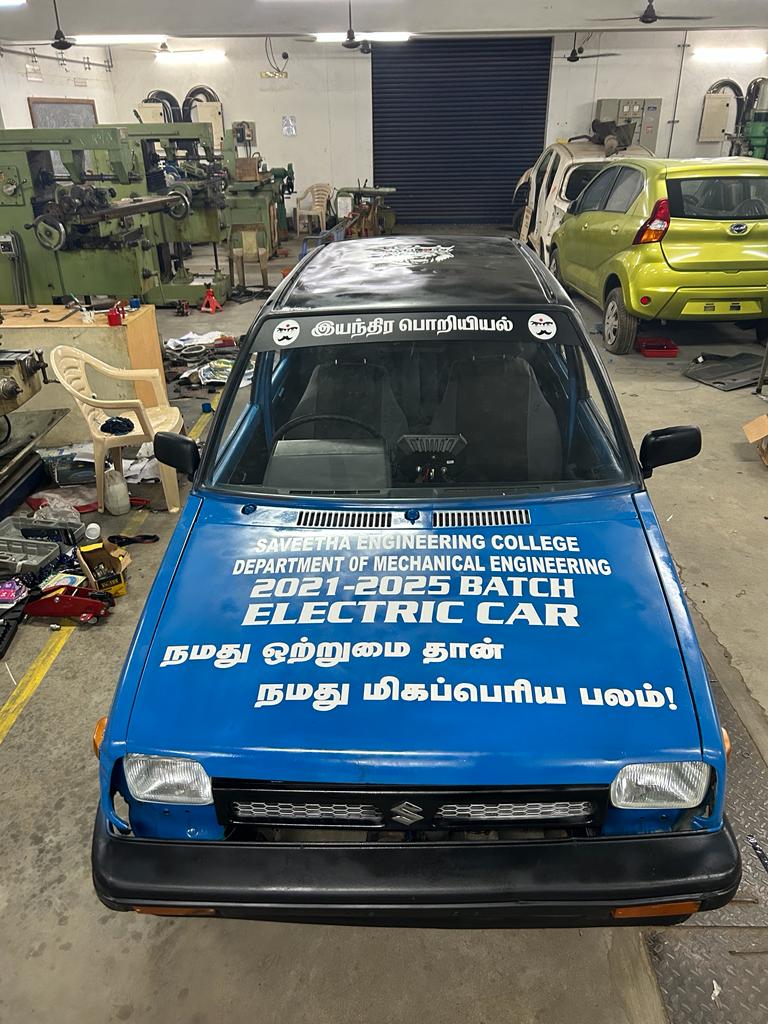 இயந்திர பொறியியல்
SAVEETHA ENGINEERING COLLEGE
DEPARTMENT OF MECHANICAL ENGINEERING
2021-2025 BATCH
ELECTRIC CAR
நமது ஒற்றுமை தான்
நமது மிகப்பெரிய பலம்!